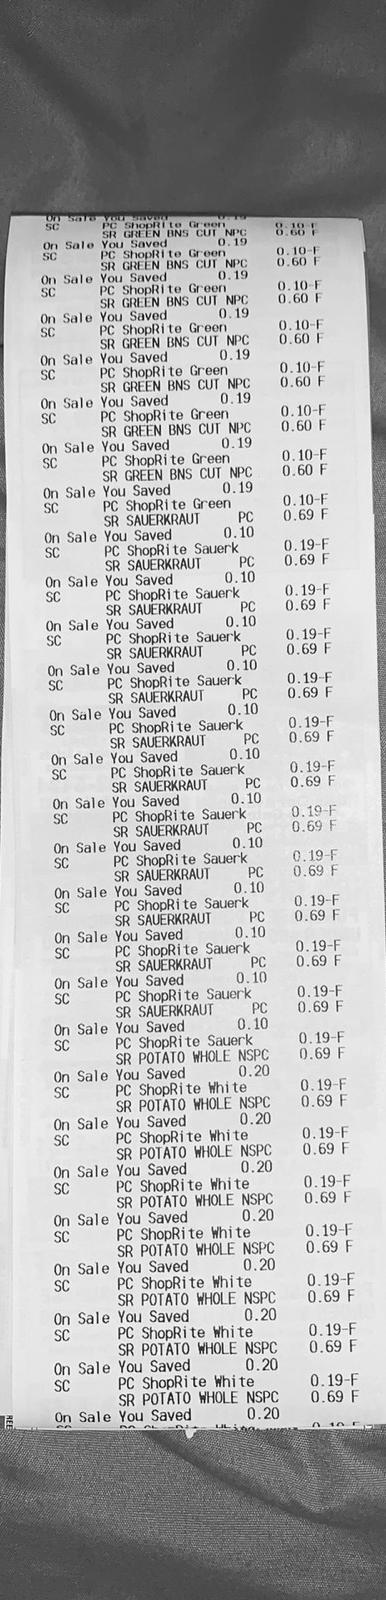 On Sale You Saved 0.19
SC PC ShopRite Green 0.10-F
SR GREEN BNS CUT NPC 0.60 F
On Sale You Saved 0.19
SC PC ShopRite Green 0.10-F
SR GREEN BNS CUT NPC 0.60 F
On Sale You Saved 0.19
SC PC ShopRite Green 0.10-F
SR GREEN BNS CUT NPC 0.60 F
On Sale You Saved 0.19
SC PC ShopRite Green 0.10-F
SR GREEN BNS CUT NPC 0.60 F
On Sale You Saved 0.19
SC PC ShopRite Green 0.10-F
SR GREEN BNS CUT NPC 0.60 F
On Sale You Saved 0.19
SC PC ShopRite Green 0.10-F
SR GREEN BNS CUT NPC 0.60 F
On Sale You Saved 0.19
SC PC ShopRite Green 0.10-F
SR GREEN BNS CUT NPC 0.60 F
On Sale You Saved 0.19
SC PC ShopRite Green 0.10-F
SR SAUERKRAUT PC 0.69 F
On Sale You Saved 0.10
SC PC ShopRite Sauerk 0.19-F
SR SAUERKRAUT PC 0.69 F
On Sale You Saved 0.10
SC PC ShopRite Sauerk 0.19-F
SR SAUERKRAUT PC 0.69 F
On Sale You Saved 0.10
SC PC ShopRite Sauerk 0.19-F
SR SAUERKRAUT PC 0.69 F
On Sale You Saved 0.10
SC PC ShopRite Sauerk 0.19-F
SR SAUERKRAUT PC 0.69 F
On Sale You Saved 0.10
SC PC ShopRite Sauerk 0.19-F
SR SAUERKRAUT PC 0.69 F
On Sale You Saved 0.10
SC PC ShopRite Sauerk 0.19-F
SR SAUERKRAUT PC 0.69 F
On Sale You Saved 0.10
SC PC ShopRite Sauerk 0.19-F
SR SAUERKRAUT PC 0.69 F
On Sale You Saved 0.10
SC PC ShopRite Sauerk 0.19-F
SR SAUERKRAUT PC 0.69 F
On Sale You Saved 0.10
SC PC ShopRite Sauerk 0.19-F
SR SAUERKRAUT PC 0.69 F
On Sale You Saved 0.10
SC PC ShopRite Sauerk 0.19-F
SR SAUERKRAUT PC 0.69 F
On Sale You Saved 0.10
SC PC ShopRite Sauerk 0.19-F
SR SAUERKRAUT PC 0.69 F
On Sale You Saved 0.10
SC PC ShopRite Sauerk 0.19-F
SR POTATO WHOLE NSPC 0.69 F
On Sale You Saved 0.20
SC PC ShopRite White 0.19-F
SR POTATO WHOLE NSPC 0.69 F
On Sale You Saved 0.20
SC PC ShopRite White 0.19-F
SR POTATO WHOLE NSPC 0.69 F
On Sale You Saved 0.20
SC PC ShopRite White 0.19-F
SR POTATO WHOLE NSPC 0.69 F
On Sale You Saved 0.20
SC PC ShopRite White 0.19-F
SR POTATO WHOLE NSPC 0.69 F
On Sale You Saved 0.20
SC PC ShopRite White 0.19-F
SR POTATO WHOLE NSPC 0.69 F
On Sale You Saved 0.20
SC PC ShopRite White 0.19-F
SR POTATO WHOLE NSPC 0.69 F
On Sale You Saved 0.20
SC PC ShopRite White 0.19-F
SR POTATO WHOLE NSPC 0.69 F
On Sale You Saved 0.20